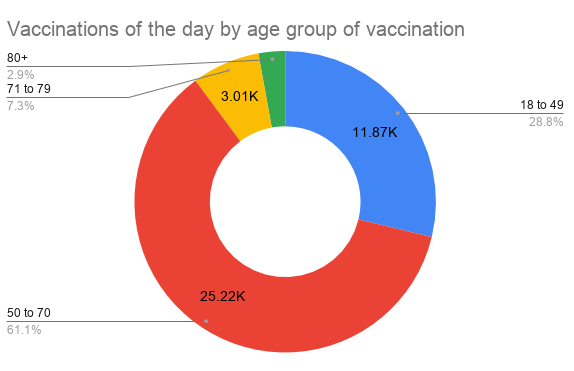 Vaccinations of the day by age group of vaccination
80+
2.9%
71 to 79
7.3%
3.01K
18 to 49
28.8%
11.87K
25.22K
50 to 70
61.1%